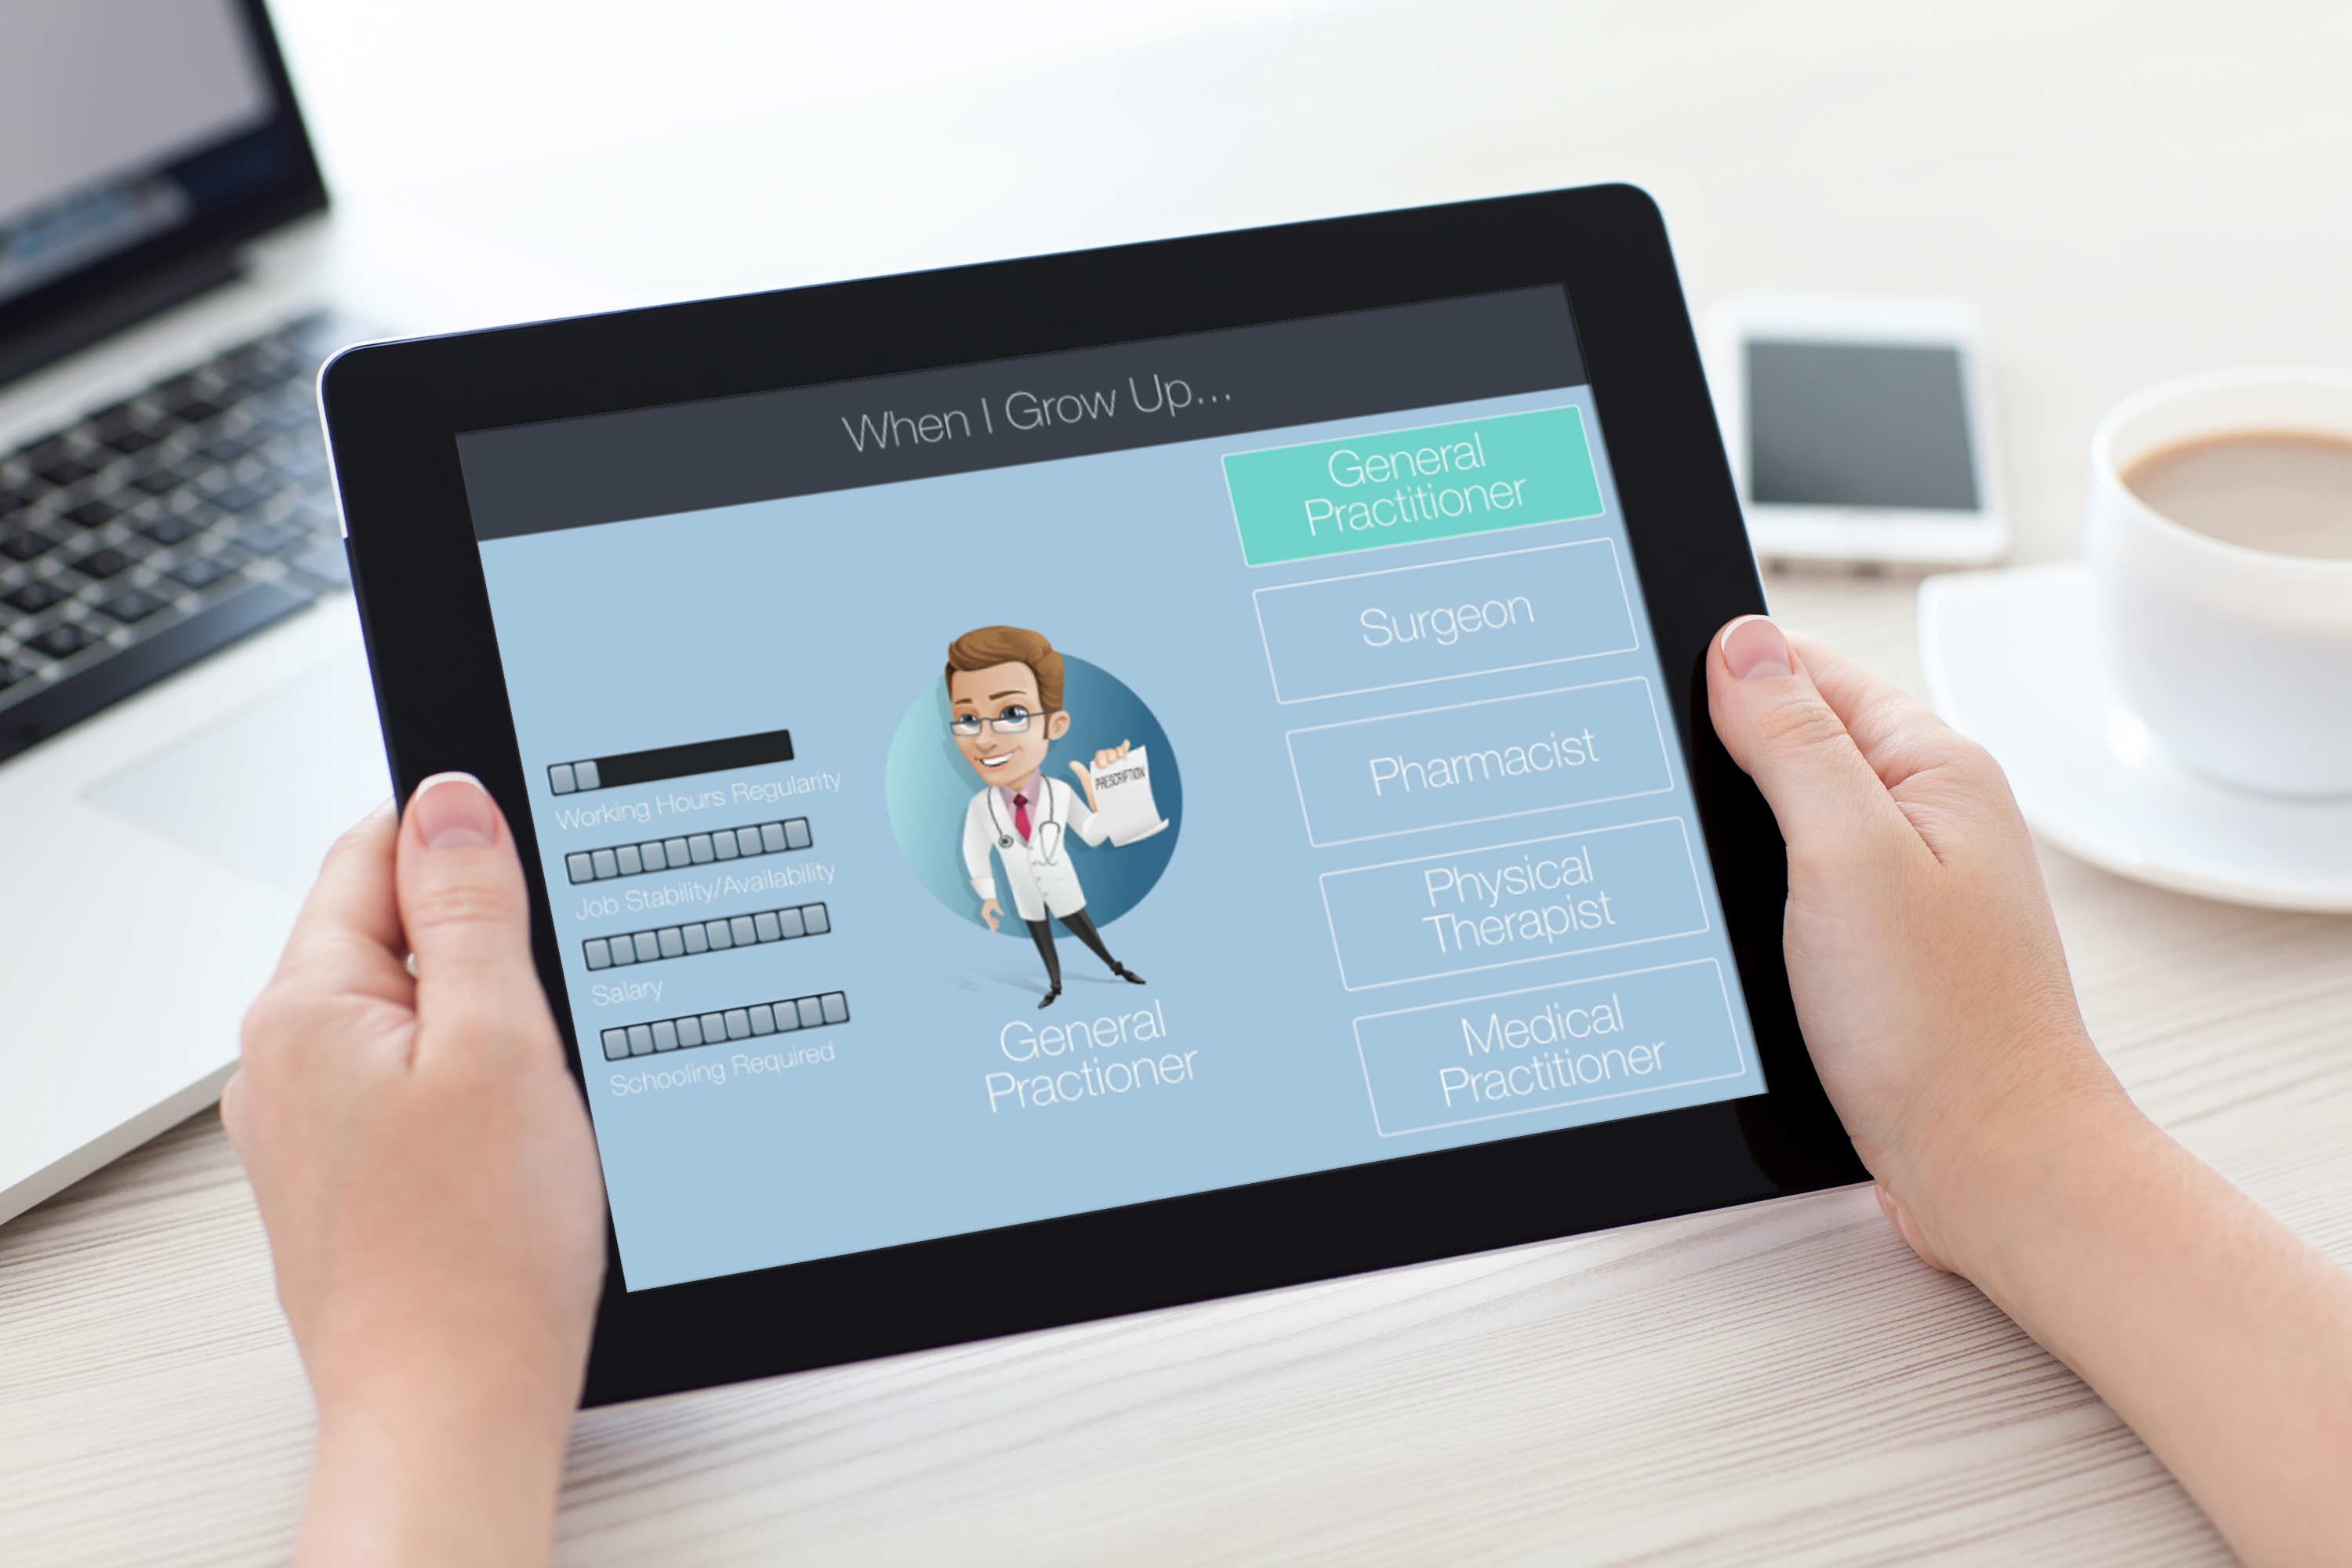 When I Grow Up...
Working Hours Regularity
Job Stability/Availability
Salary
Schooling Required
PRESCRIPTION
General
Practioner
General
Practitioner
Surgeon
Pharmacist
Physical
Therapist
Medical
Practitioner